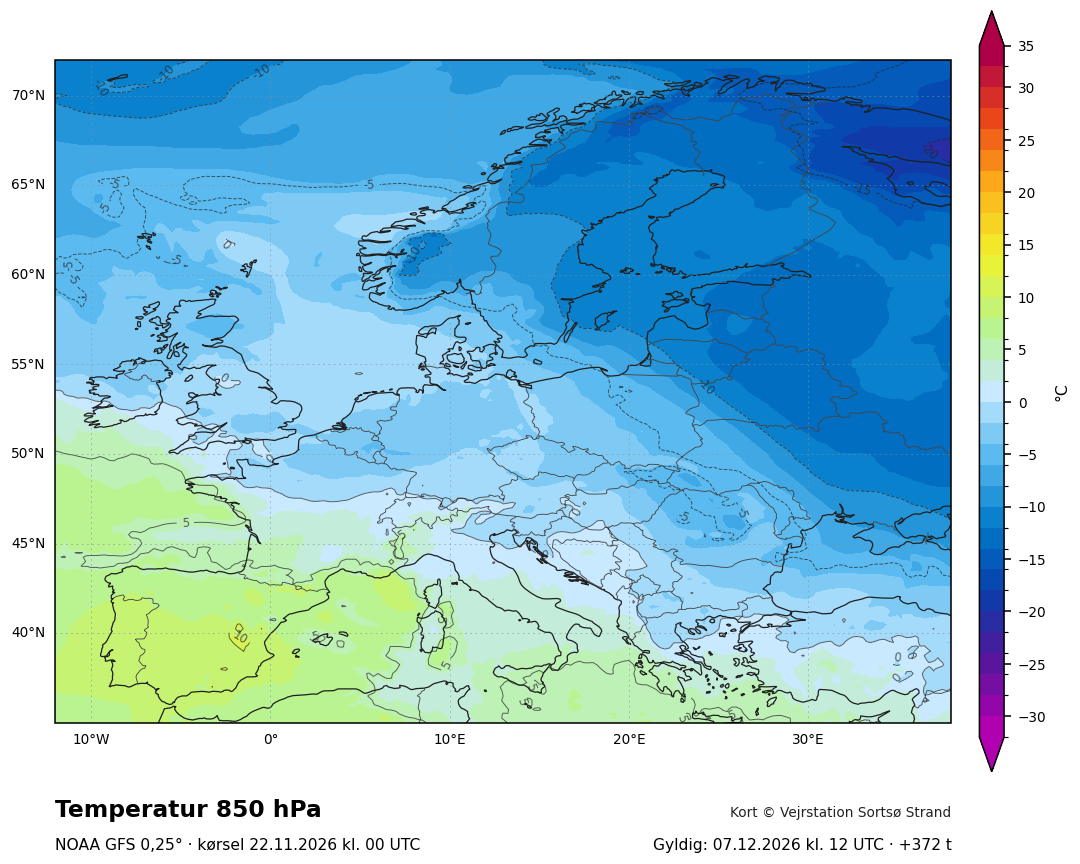 35
30
25
20
15
10
5
0
−5
−10
−15
−20
−25
−30
°C
70°N
65°N
60°N
55°N
50°N
45°N
40°N
10°W 0° 10°E 20°E 30°E
Temperatur 850 hPa
Kort © Vejrstation Sortsø Strand
NOAA GFS 0,25° · kørsel 22.11.2026 kl. 00 UTC
Gyldig: 07.12.2026 kl. 12 UTC · +372 t